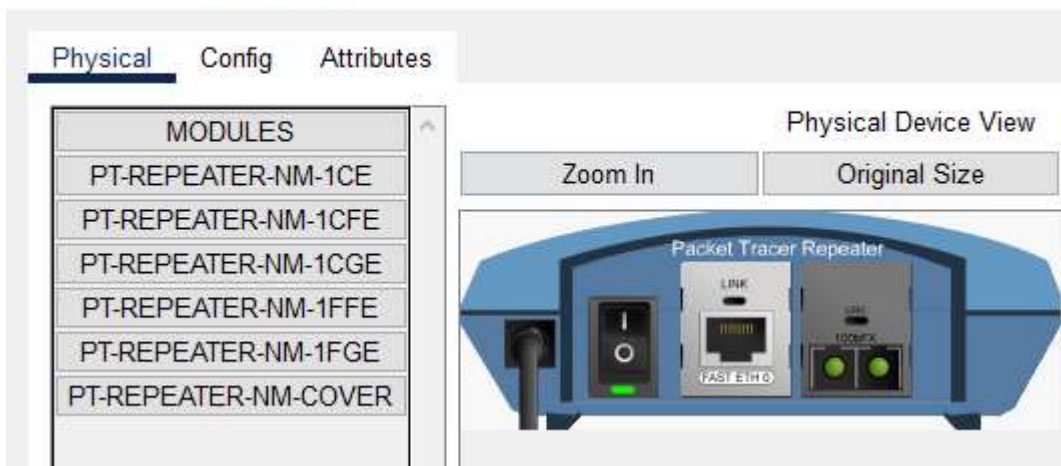 Physical Config Attributes
MODULES
PT-REPEATER-NM-1CE
PT-REPEATER-NM-1CFE
PT-REPEATER-NM-1CGE
PT-REPEATER-NM-1FFE
PT-REPEATER-NM-1FGE
PT-REPEATER-NM-COVER
Physical Device View
Zoom In Original Size
Packet Tracer Repeater
LINK
LINK
100bFX
FAST ETH 0